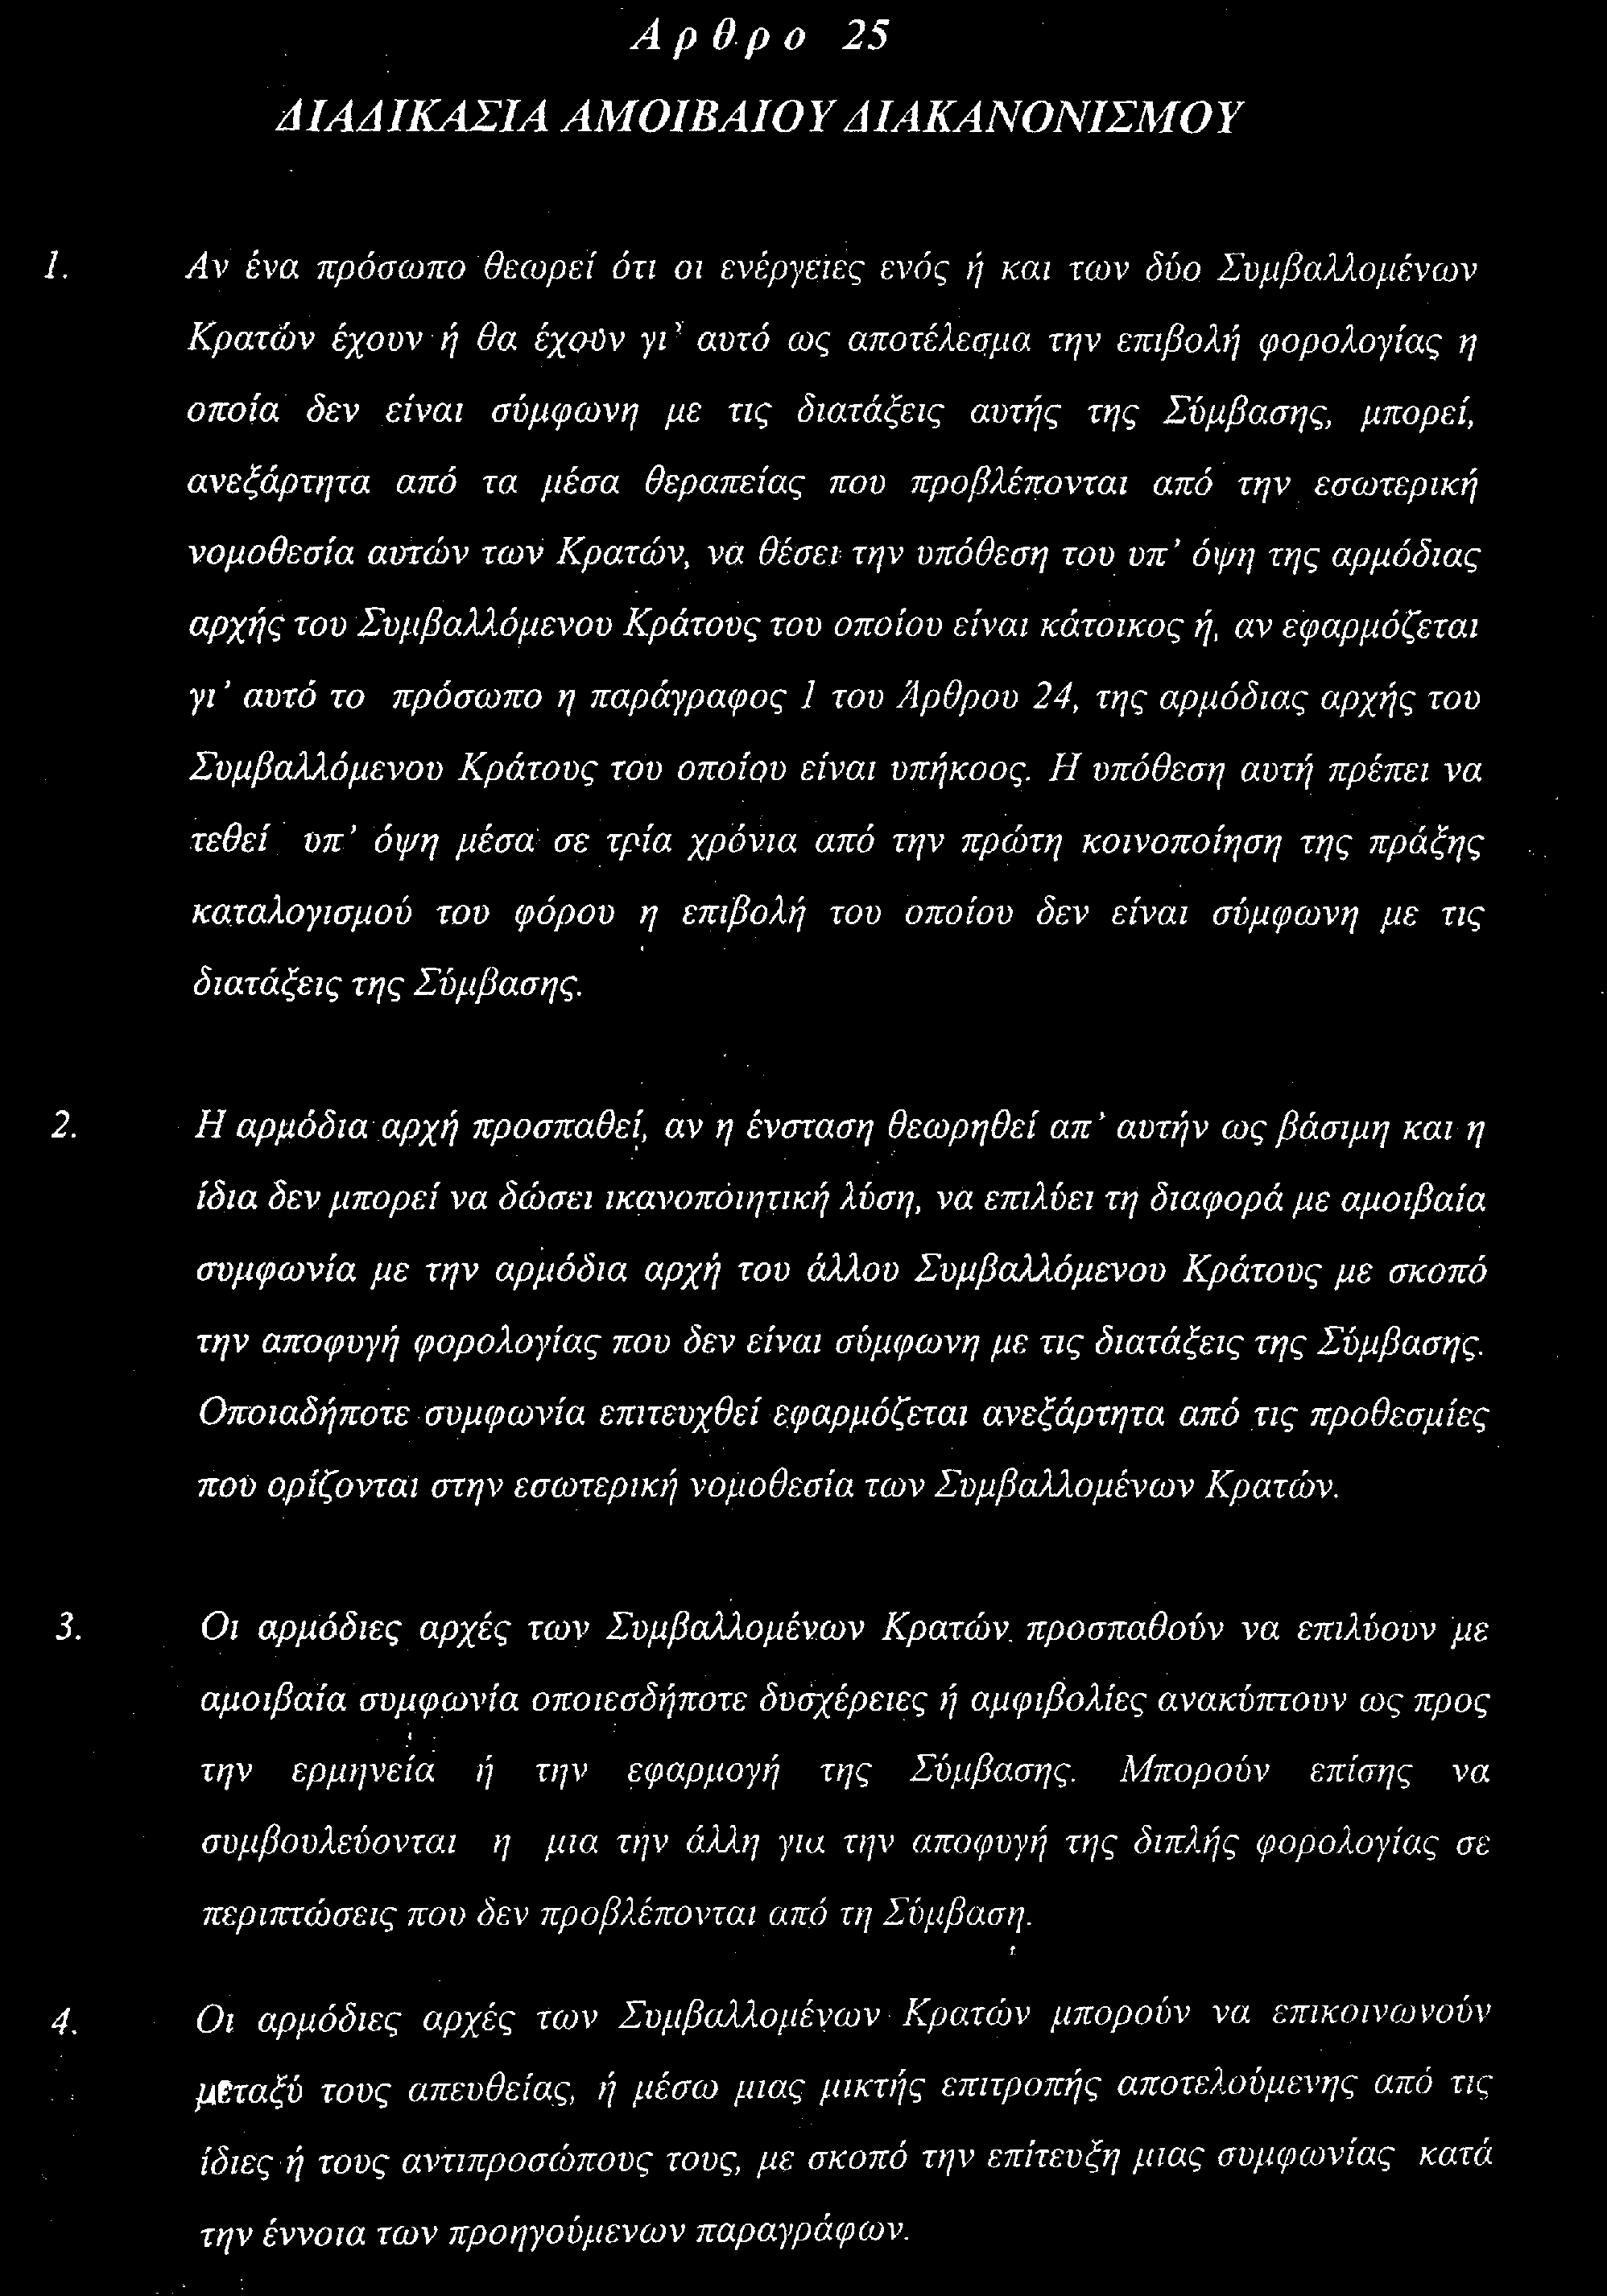 Α ρ θ ρ ο 25
ΔΙΑΔΙΚΑΣΙΑ ΑΜΟΙΒΑΙΟΥ ΔΙΑΚΑΝΟΝΙΣΜΟΥ
1. Αν ένα πρόσωπο θεωρεί ότι οι ενέργειες ενός ή και των δύο Συμβαλλομένων
Κρατών έχουν ή θα έχουν γι’ αυτό ως αποτέλεσμα την επιβολή φορολογίας η
οποία δεν είναι σύμφωνη με τις διατάξεις αυτής της Σύμβασης, μπορεί,
ανεξάρτητα από τα μέσα θεραπείας που προβλέπονται από την εσωτερική
νομοθεσία αυτών των Κρατών, να θέσει την υπόθεση του υπ’ όψη της αρμόδιας
αρχής του Συμβαλλόμενου Κράτους του οποίου είναι κάτοικος ή, αν εφαρμόζεται
γι’ αυτό το πρόσωπο η παράγραφος 1 του Άρθρου 24, της αρμόδιας αρχής του
Συμβαλλόμενου Κράτους του οποίου είναι υπήκοος. Η υπόθεση αυτή πρέπει να
τεθεί υπ’ όψη μέσα σε τρία χρόνια από την πρώτη κοινοποίηση της πράξης
καταλογισμού του φόρου η επιβολή του οποίου δεν είναι σύμφωνη με τις
διατάξεις της Σύμβασης.
2. Η αρμόδια αρχή προσπαθεί, αν η ένσταση θεωρηθεί απ’ αυτήν ως βάσιμη και η
ίδια δεν μπορεί να δώσει ικανοποιητική λύση, να επιλύει τη διαφορά με αμοιβαία
συμφωνία με την αρμόδια αρχή του άλλου Συμβαλλόμενου Κράτους με σκοπό
την αποφυγή φορολογίας που δεν είναι σύμφωνη με τις διατάξεις της Σύμβασης.
Οποιαδήποτε συμφωνία επιτευχθεί εφαρμόζεται ανεξάρτητα από τις προθεσμίες
που ορίζονται στην εσωτερική νομοθεσία των Συμβαλλομένων Κρατών.
3. Οι αρμόδιες αρχές των Συμβαλλομένων Κρατών προσπαθούν να επιλύουν με
αμοιβαία συμφωνία οποιεσδήποτε δυσχέρειες ή αμφιβολίες ανακύπτουν ως προς
την ερμηνεία ή την εφαρμογή της Σύμβασης. Μπορούν επίσης να
συμβουλεύονται η μια την άλλη για την αποφυγή της διπλής φορολογίας σε
περιπτώσεις που δεν προβλέπονται από τη Σύμβαση.
4. Οι αρμόδιες αρχές των Συμβαλλομένων Κρατών μπορούν να επικοινωνούν
μεταξύ τους απευθείας, ή μέσω μιας μικτής επιτροπής αποτελούμενης από τις
ίδιες ή τους αντιπροσώπους τους, με σκοπό την επίτευξη μιας συμφωνίας κατά
την έννοια των προηγούμενων παραγράφων.